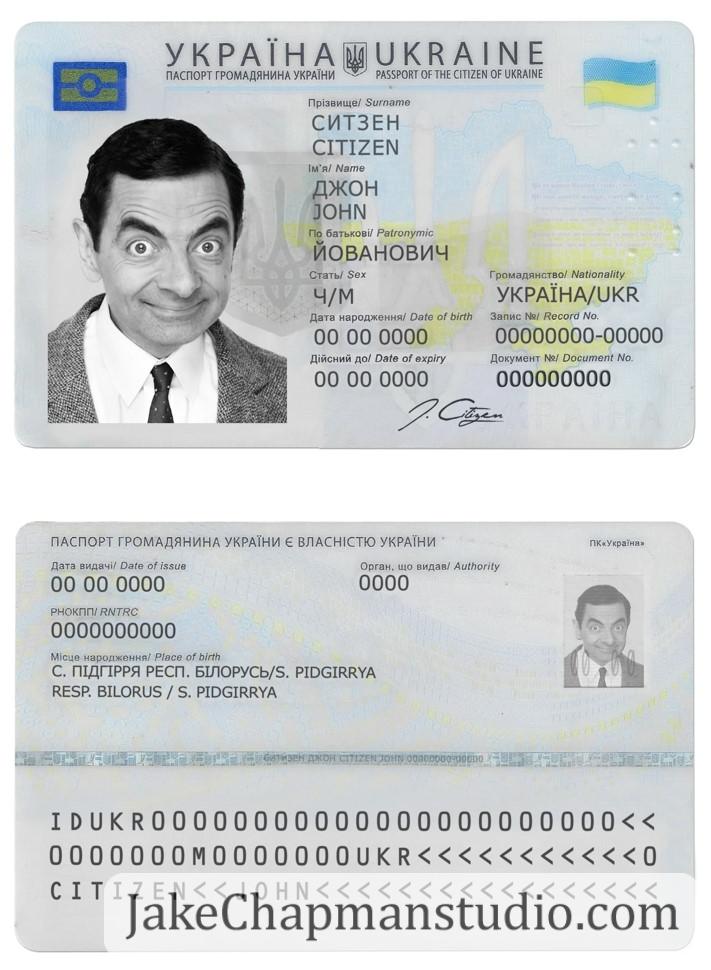 УКРАЇНА UKRAINE
ПАСПОРТ ГРОМАДЯНИНА УКРАЇНИ PASSPORT OF THE CITIZEN OF UKRAINE
Прізвище/ Surname
СИТЗЕН
CITIZEN
Ім'я/ Name
ДЖОН
JOHN
По батькові/ Patronymic
ЙОВАНОВИЧ
Стать/ Sex Громадянство/ Nationality
Ч/М УКРАЇНА/UKR
Дата народження/ Date of birth Запис №/ Record No.
00 00 0000 00000000-00000
Дійсний до/ Date of expiry Документ №/ Document No.
00 00 0000 000000000
J. Citizen
ПАСПОРТ ГРОМАДЯНИНА УКРАЇНИ Є ВЛАСНІСТЮ УКРАЇНИ ПК«Україна»
Дата видачі/ Date of issue Орган, що видав/ Authority
00 00 0000 0000
РНОКПП/ RNTRC
0000000000
Місце народження/ Place of birth
С. ПІДГІРРЯ РЕСП. БІЛОРУСЬ/S. PIDGIRRYA
RESP. BILORUS / S. PIDGIRRYA
СИТИЗЕН ДЖОН CITIZEN JOHN 00000000-00000
IDUKR0000000000000000000000000<<
0000000M0000000UKR<<<<<<<<<<<<0
CITIZEN<<JOHN<<<<<<<<<<<<<<<<<<
JakeChapmanstudio.com